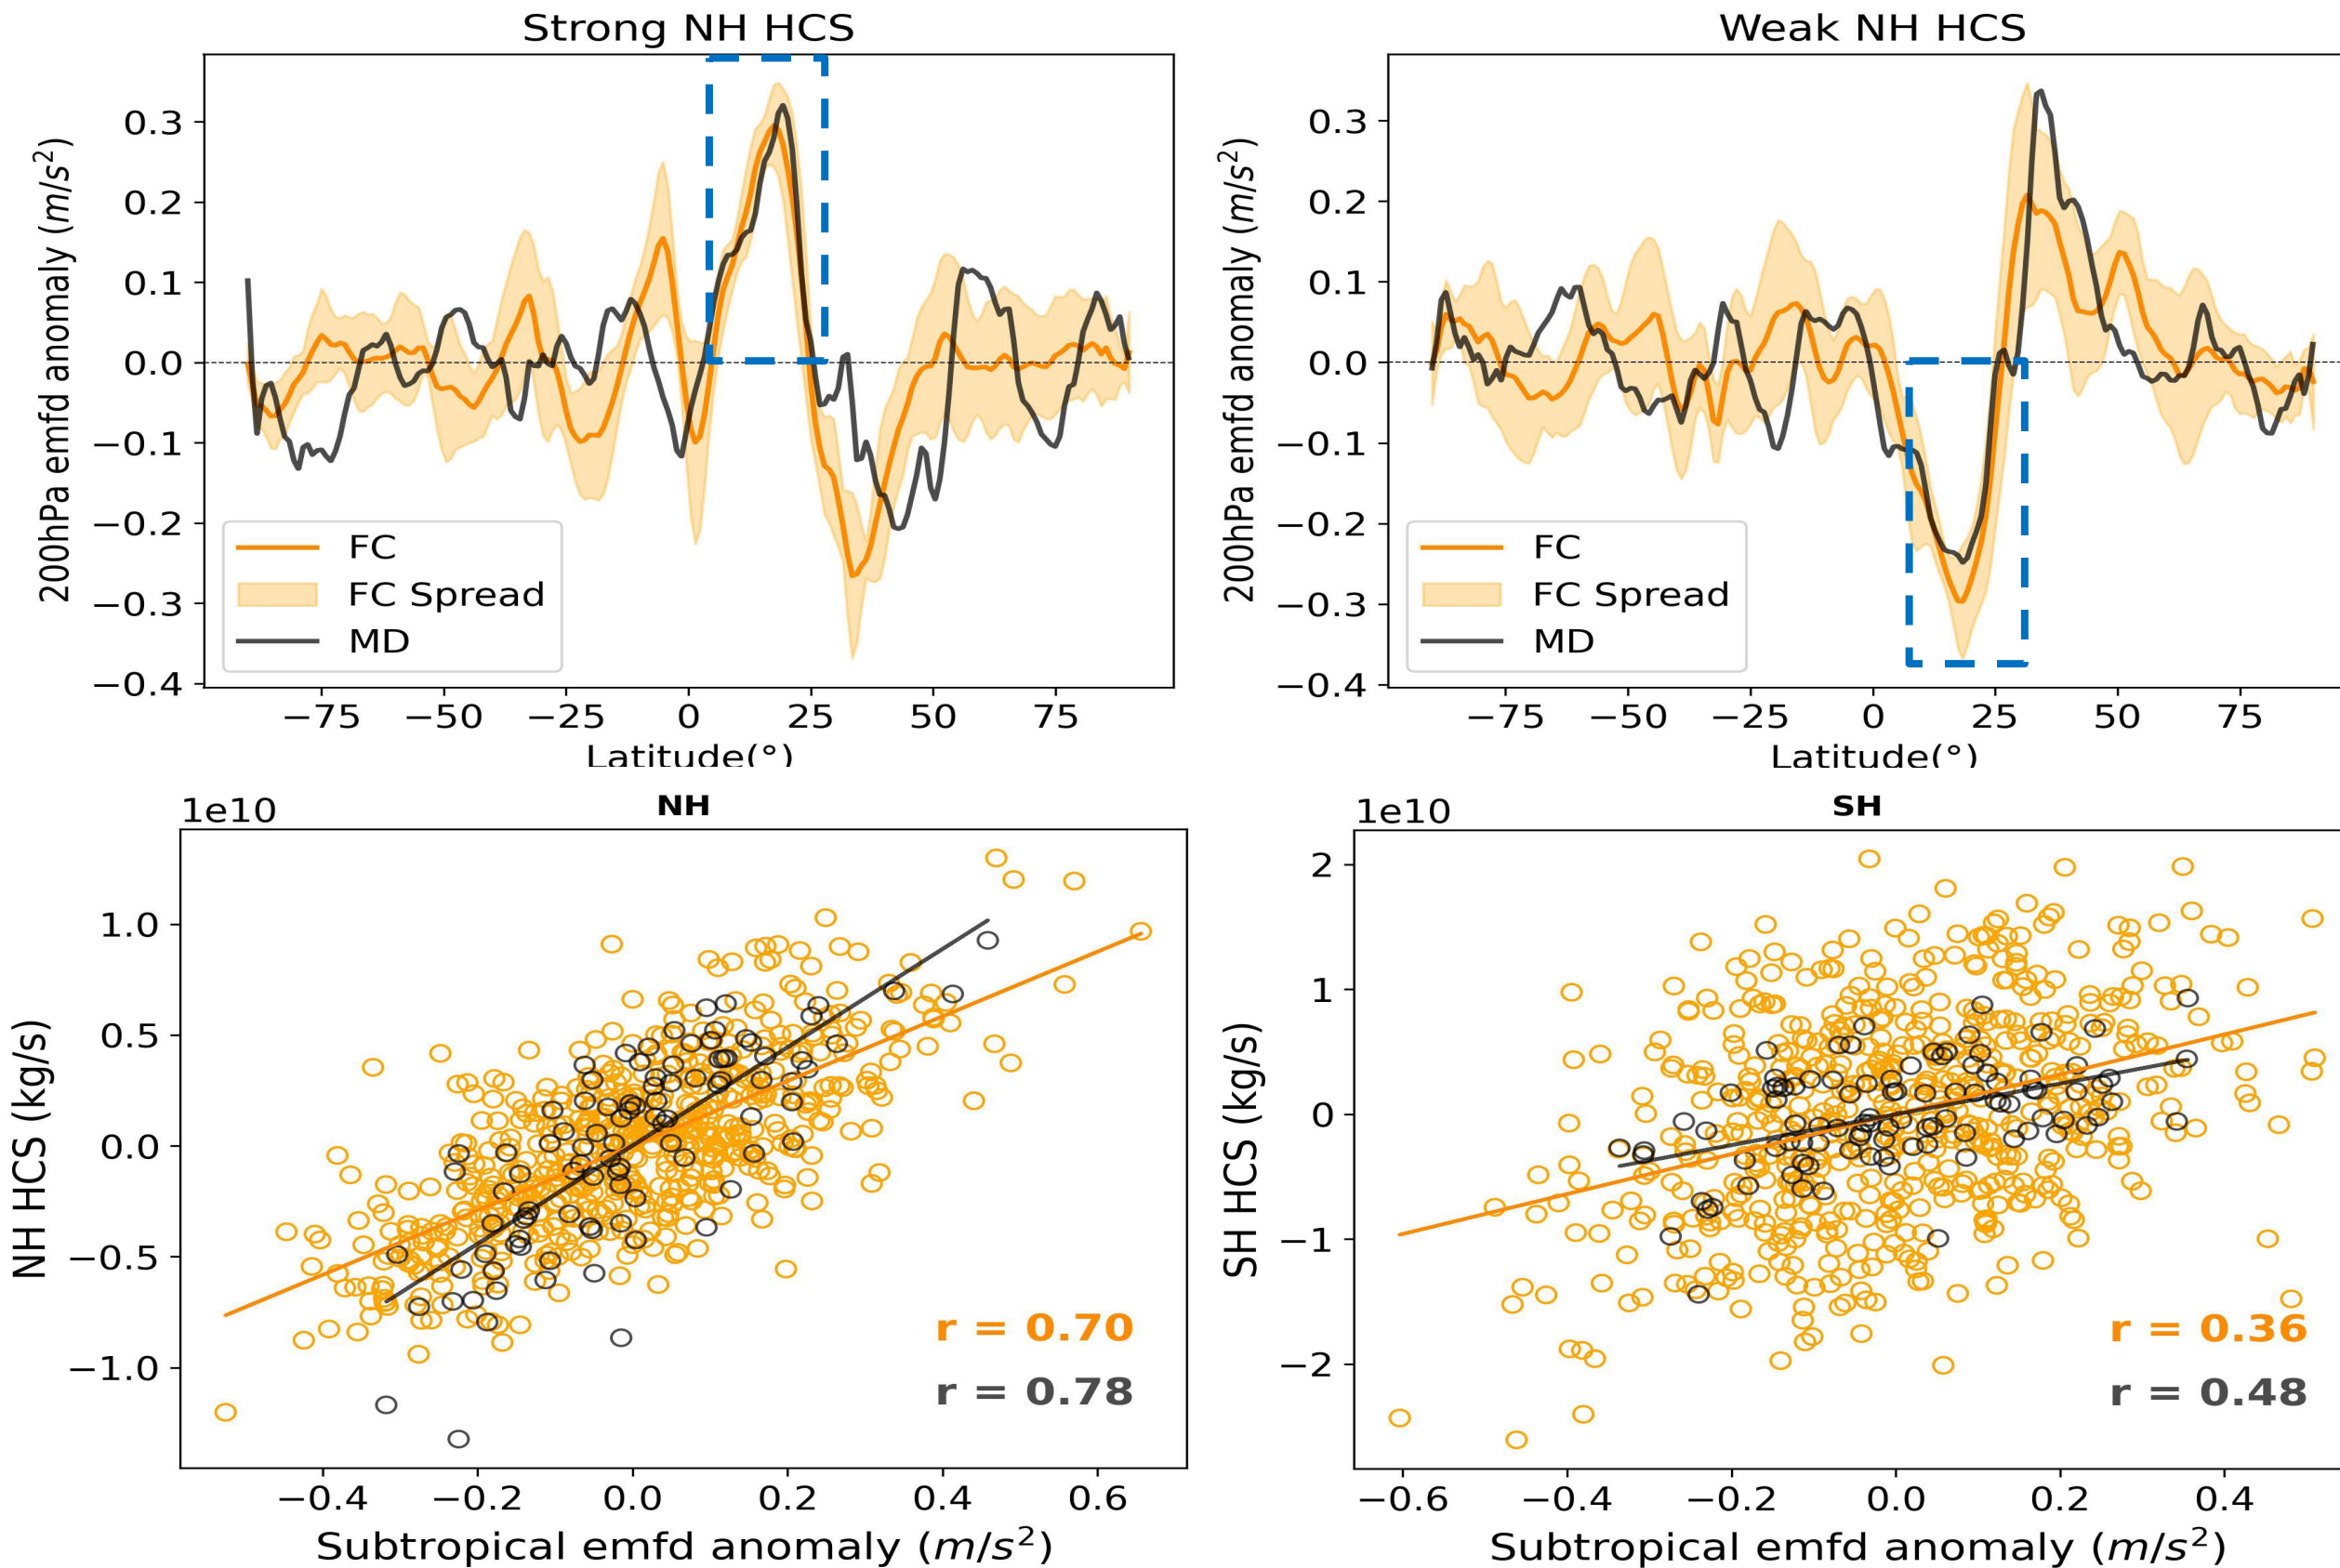 Strong NH HCS
200hPa emfd anomaly (m/s²)
0.3
0.2
0.1
0.0
−0.1
−0.2
−0.3
−0.4
FC
FC Spread
MD
−75 −50 −25 0 25 50 75
Latitude(°)
Weak NH HCS
200hPa emfd anomaly (m/s²)
0.3
0.2
0.1
0.0
−0.1
−0.2
−0.3
−0.4
FC
FC Spread
MD
−75 −50 −25 0 25 50 75
Latitude(°)
1e10
NH
NH HCS (kg/s)
1.0
0.5
0.0
−0.5
−1.0
r = 0.70
r = 0.78
−0.4 −0.2 0.0 0.2 0.4 0.6
Subtropical emfd anomaly (m/s²)
1e10
SH
SH HCS (kg/s)
2
1
0
−1
−2
r = 0.36
r = 0.48
−0.6 −0.4 −0.2 0.0 0.2 0.4
Subtropical emfd anomaly (m/s²)